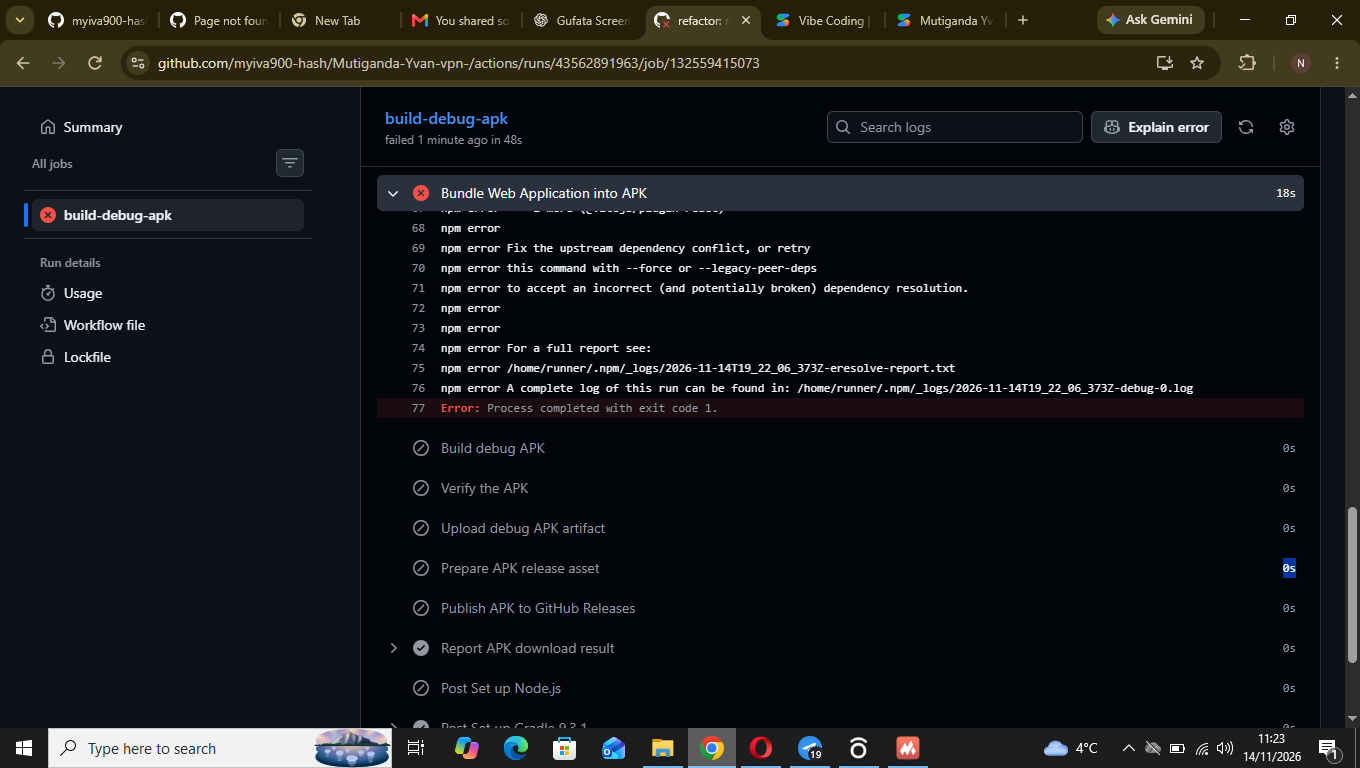 myiva900-has
Page not foun
New Tab
You shared so
Gufata Screen
refactor: r
Vibe Coding |
Mutiganda Yv
Ask Gemini
github.com/myiva900-hash/Mutiganda-Yvan-vpn-/actions/runs/43562891963/job/132559415073
N
Summary
All jobs
build-debug-apk
Run details
Usage
Workflow file
Lockfile
build-debug-apk
failed 1 minute ago in 48s
Search logs
Explain error
Bundle Web Application into APK
18s
68 npm error
69 npm error Fix the upstream dependency conflict, or retry
70 npm error this command with --force or --legacy-peer-deps
71 npm error to accept an incorrect (and potentially broken) dependency resolution.
72 npm error
73 npm error
74 npm error For a full report see:
75 npm error /home/runner/.npm/_logs/2026-11-14T19_22_06_373Z-eresolve-report.txt
76 npm error A complete log of this run can be found in: /home/runner/.npm/_logs/2026-11-14T19_22_06_373Z-debug-0.log
77 Error: Process completed with exit code 1.
Build debug APK 0s
Verify the APK 0s
Upload debug APK artifact 0s
Prepare APK release asset 0s
Publish APK to GitHub Releases 0s
Report APK download result 0s
Post Set up Node.js 0s
Post Set up Gradle 9.3.1 0s
Type here to search
19
4°C
11:23
14/11/2026
1